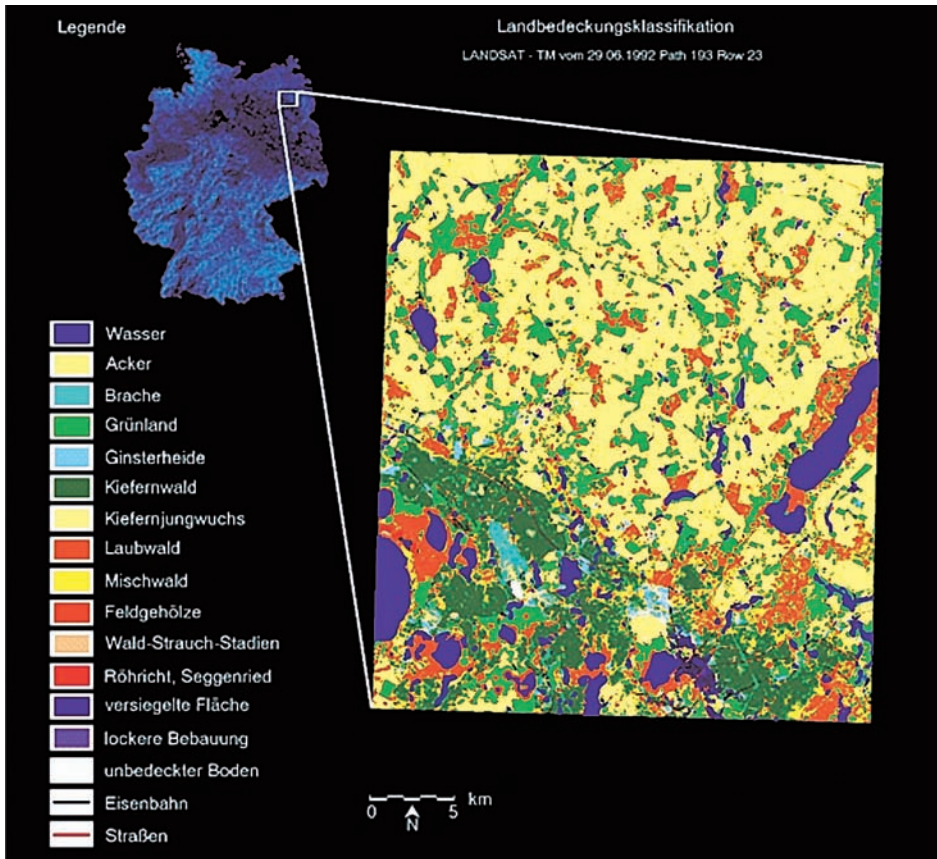 Legende
Landbedeckungsklassifikation
LANDSAT - TM vom 29.06.1992 Path 193 Row 23
Wasser
Acker
Brache
Grünland
Ginsterheide
Kiefernwald
Kiefernjungwuchs
Laubwald
Mischwald
Feldgehölze
Wald-Strauch-Stadien
Röhricht, Seggenried
versiegelte Fläche
lockere Bebauung
unbedeckter Boden
Eisenbahn
Straßen
km
0 5
N